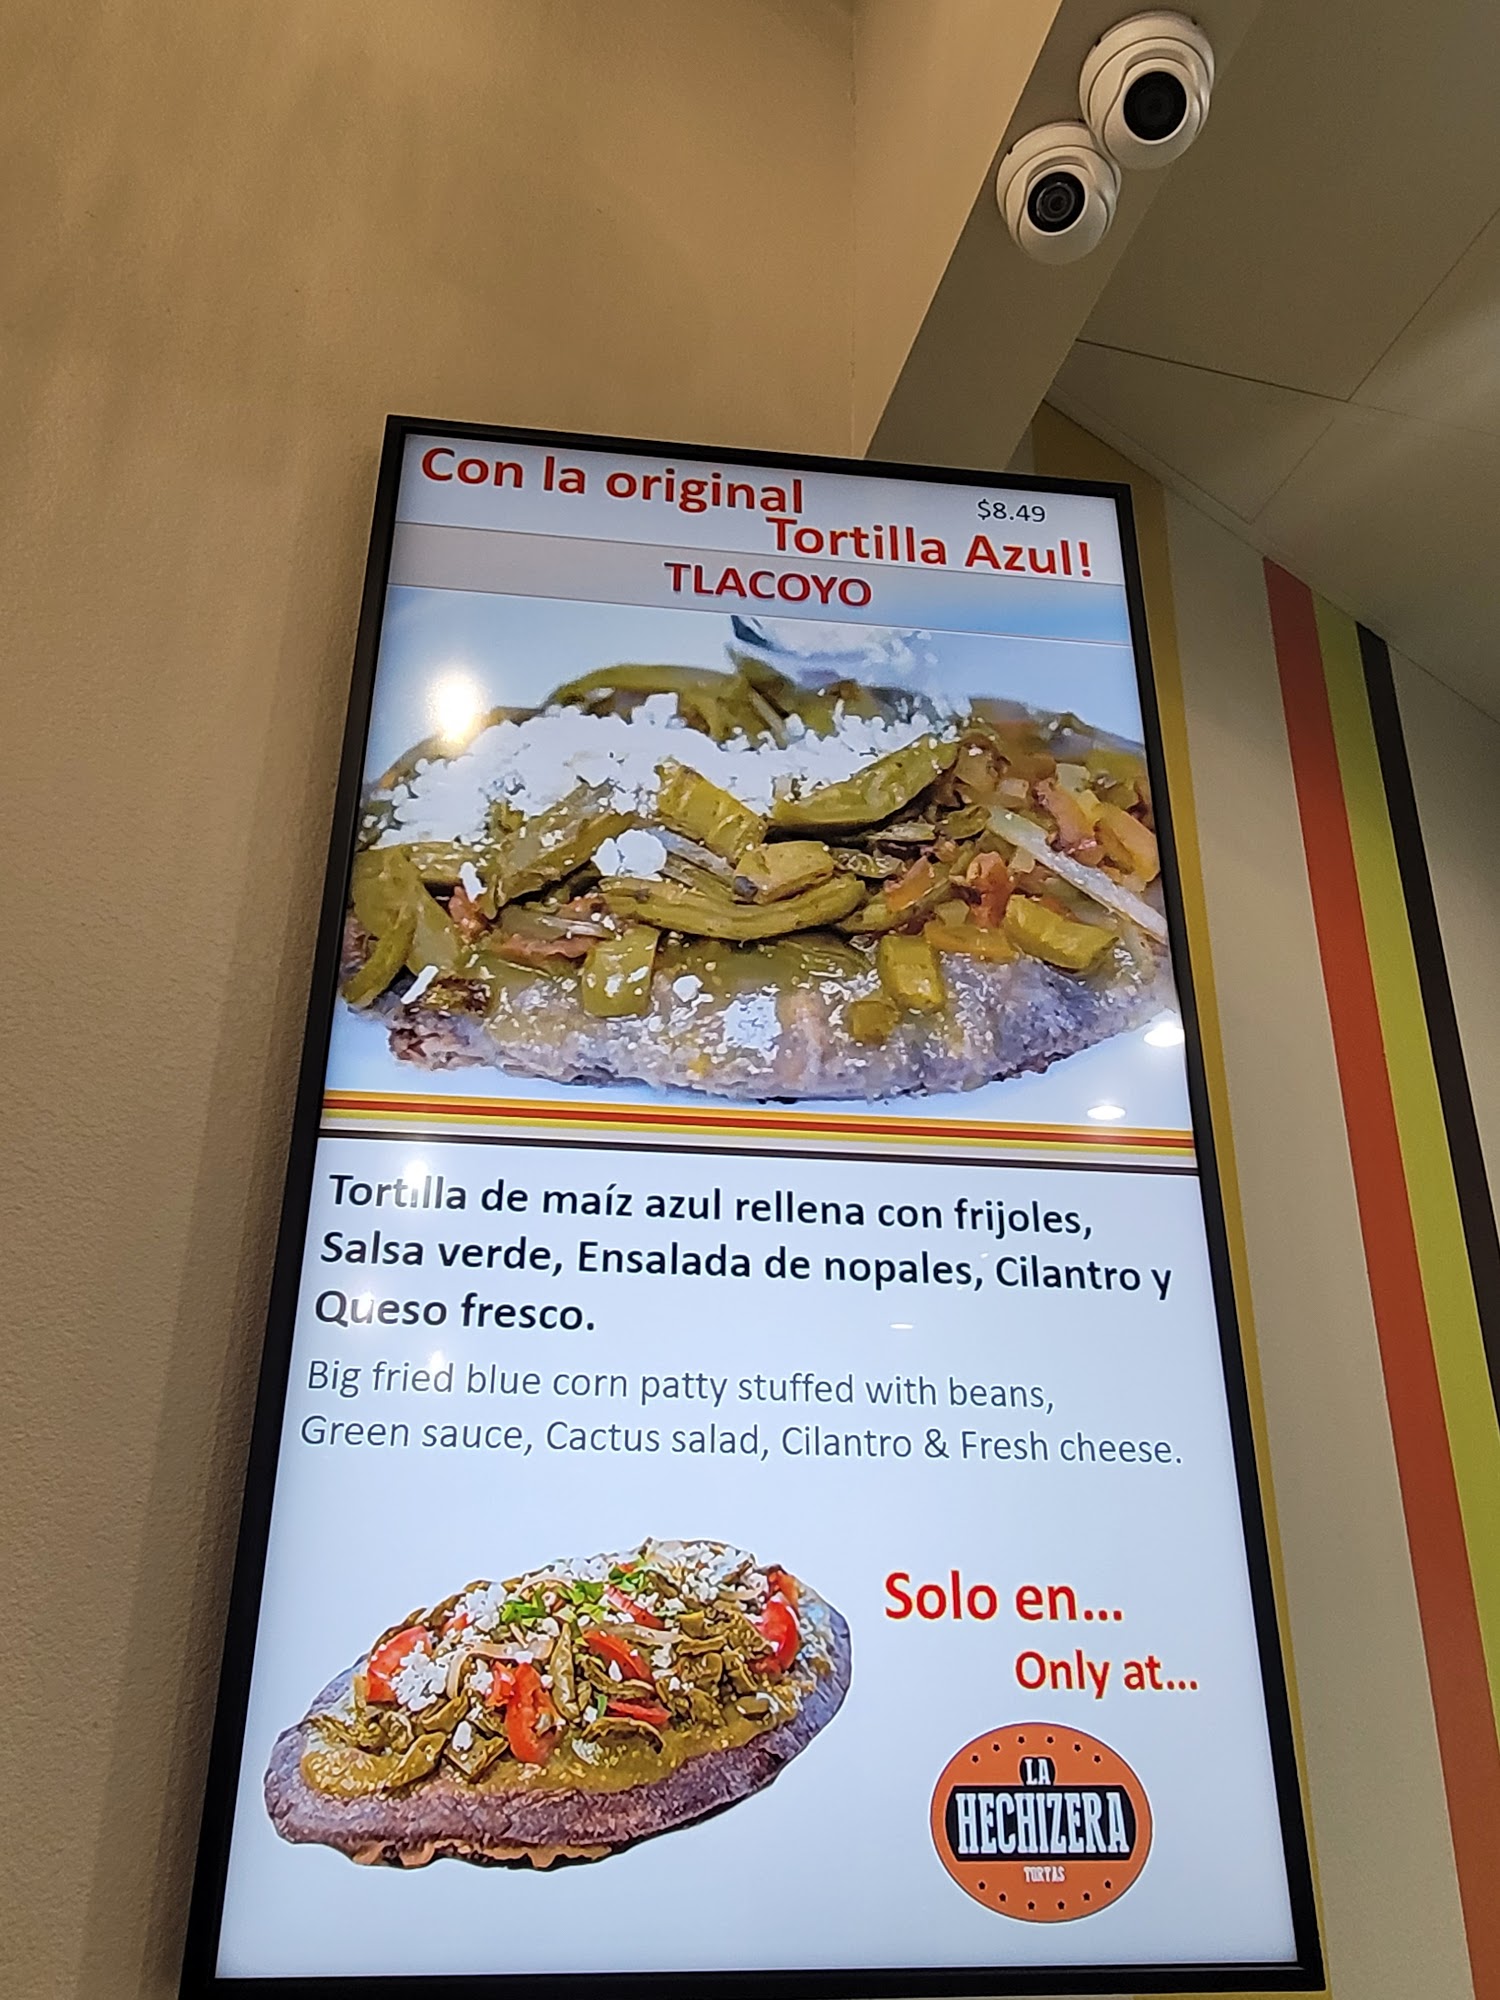 Con la original
$8.49
Tortilla Azul!
TLACOYO
Tortilla de maíz azul rellena con frijoles,
Salsa verde, Ensalada de nopales, Cilantro y
Queso fresco.
Big fried blue corn patty stuffed with beans,
Green sauce, Cactus salad, Cilantro & Fresh cheese.
Solo en...
Only at...
LA
HECHIZERA
TORTAS